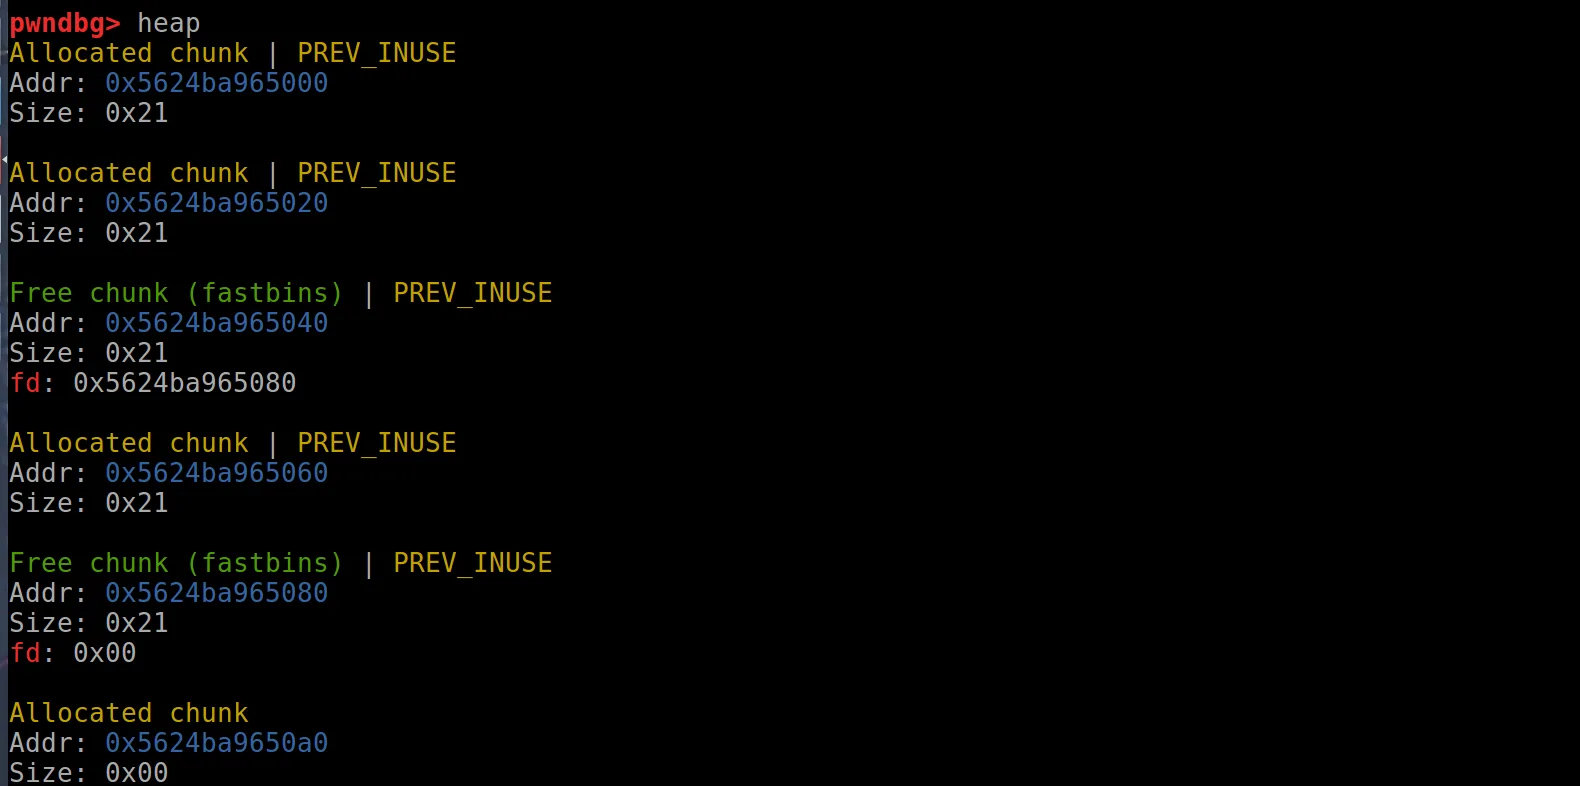 pwndbg> heap
Allocated chunk | PREV_INUSE
Addr: 0x5624ba965000
Size: 0x21
Allocated chunk | PREV_INUSE
Addr: 0x5624ba965020
Size: 0x21
Free chunk (fastbins) | PREV_INUSE
Addr: 0x5624ba965040
Size: 0x21
fd: 0x5624ba965080
Allocated chunk | PREV_INUSE
Addr: 0x5624ba965060
Size: 0x21
Free chunk (fastbins) | PREV_INUSE
Addr: 0x5624ba965080
Size: 0x21
fd: 0x00
Allocated chunk
Addr: 0x5624ba9650a0
Size: 0x00